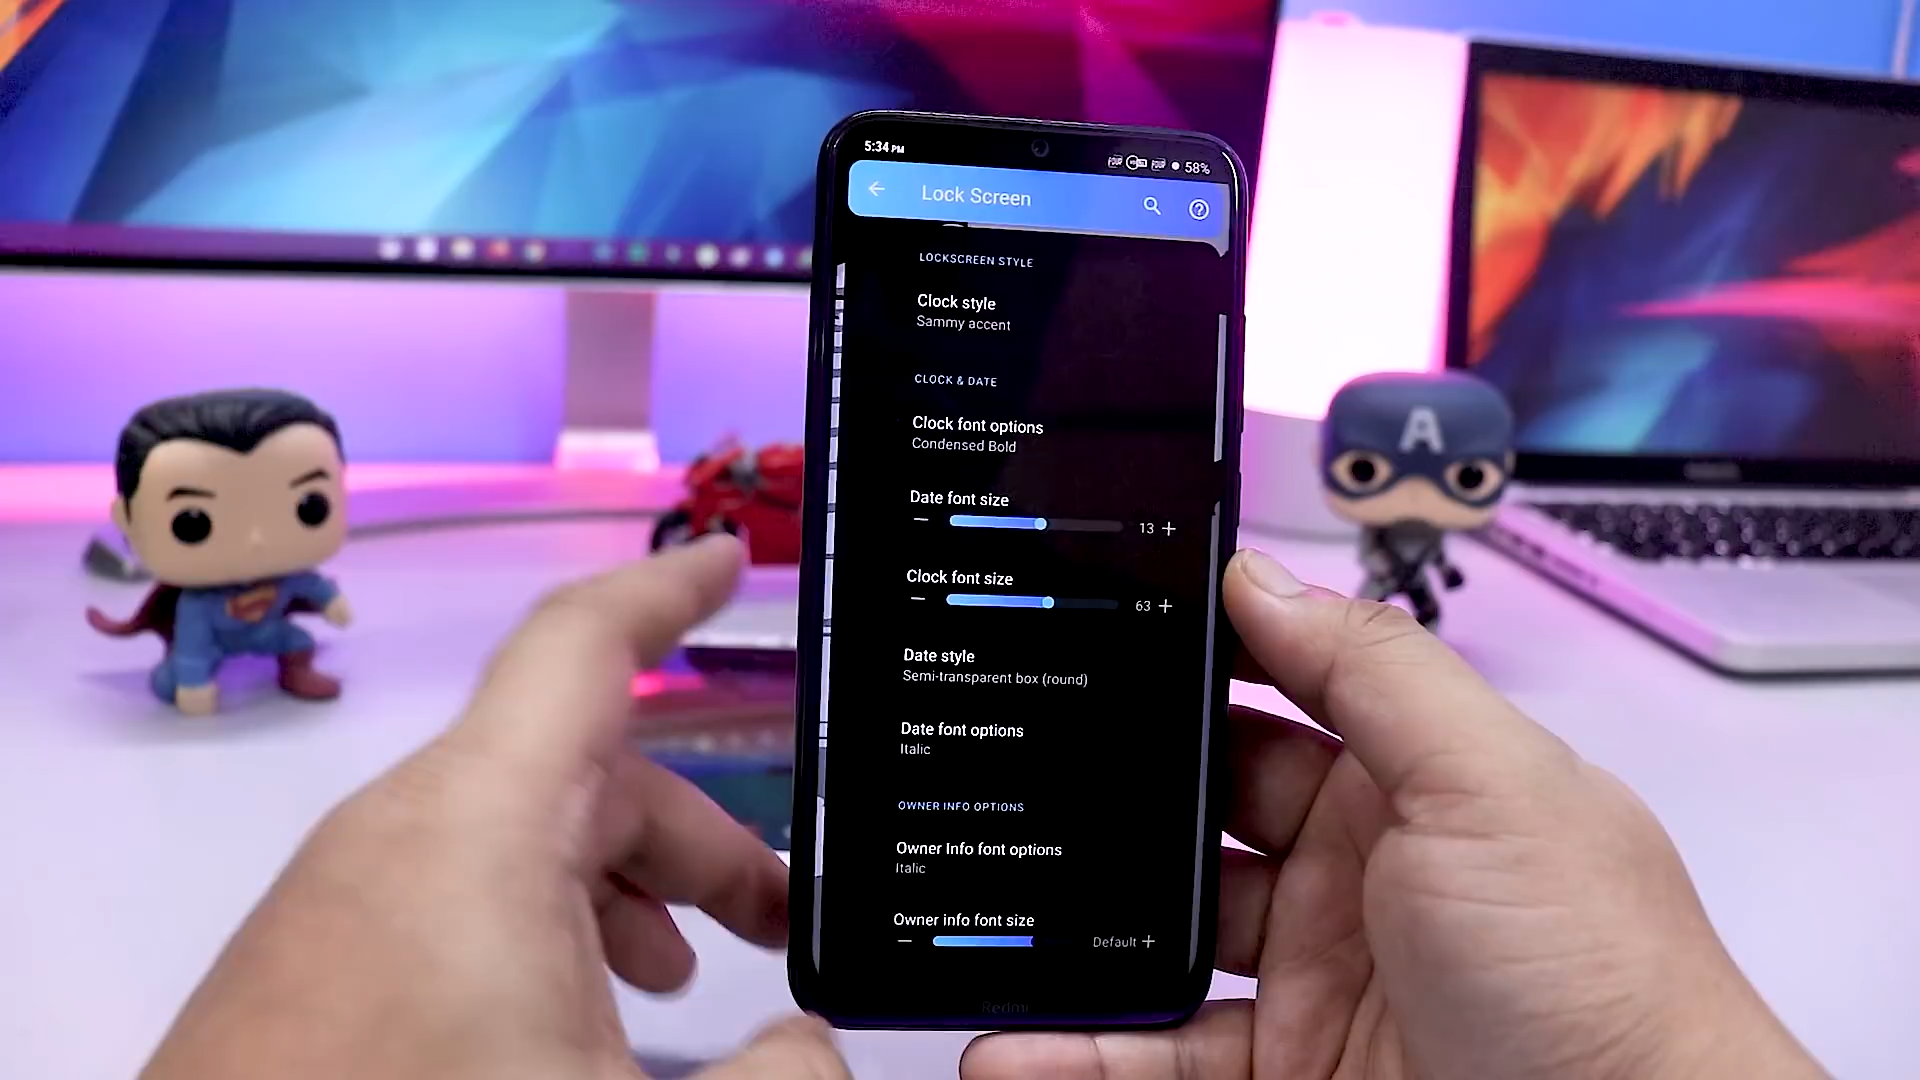 5:34 PM
58%
Lock Screen
LOCKSCREEN STYLE
Clock style
Sammy accent
CLOCK & DATE
Clock font options
Condensed Bold
Date font size
13
Clock font size
63
Date style
Semi-transparent box (round)
Date font options
Italic
OWNER INFO OPTIONS
Owner Info font options
Italic
Owner info font size
Default
Redmi
A